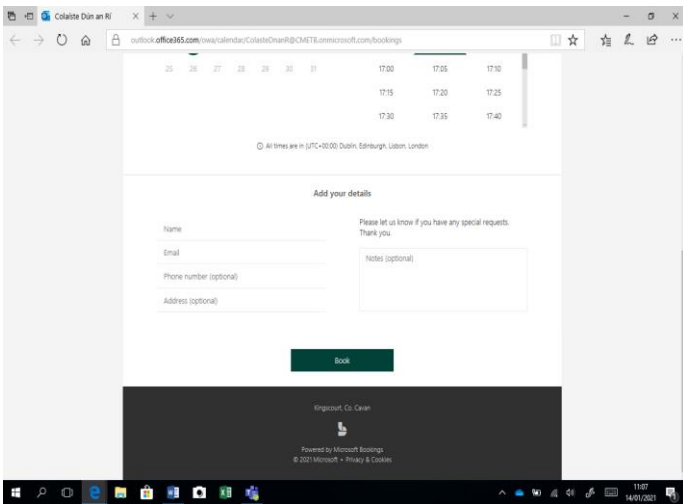 Colaiste Dún an Rí
outlook.office365.com/owa/calendar/ColasteDnanR@CMETB.onmicrosoft.com/bookings
25 26 27 28 29 30 31
17:00 17:05 17:10
17:15 17:20 17:25
17:30 17:35 17:40
All times are in (UTC+00:00) Dublin, Edinburgh, Lisbon, London
Add your details
Name
Email
Phone number (optional)
Address (optional)
Please let us know if you have any special requests.
Thank you.
Notes (optional)
Book
Kingscourt, Co. Cavan
Powered by Microsoft Bookings
© 2021 Microsoft • Privacy & Cookies
11:07
14/01/2021